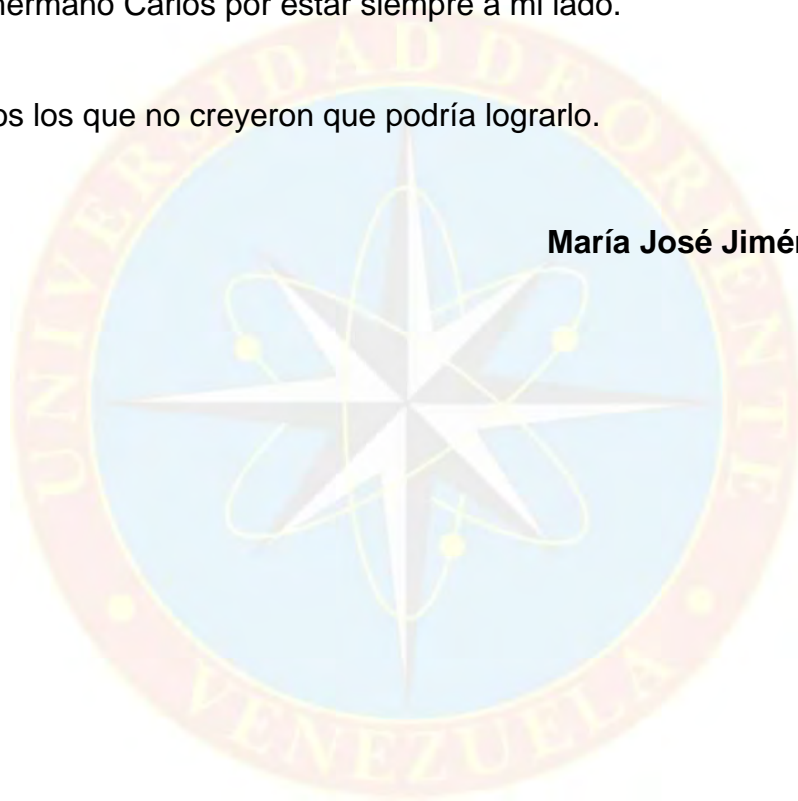 hermano Carlos por estar siempre a mi lado.
os los que no creyeron que podría lograrlo.
María José Jimé
UNIVERSIDAD DE ORIENTE
VENEZUELA